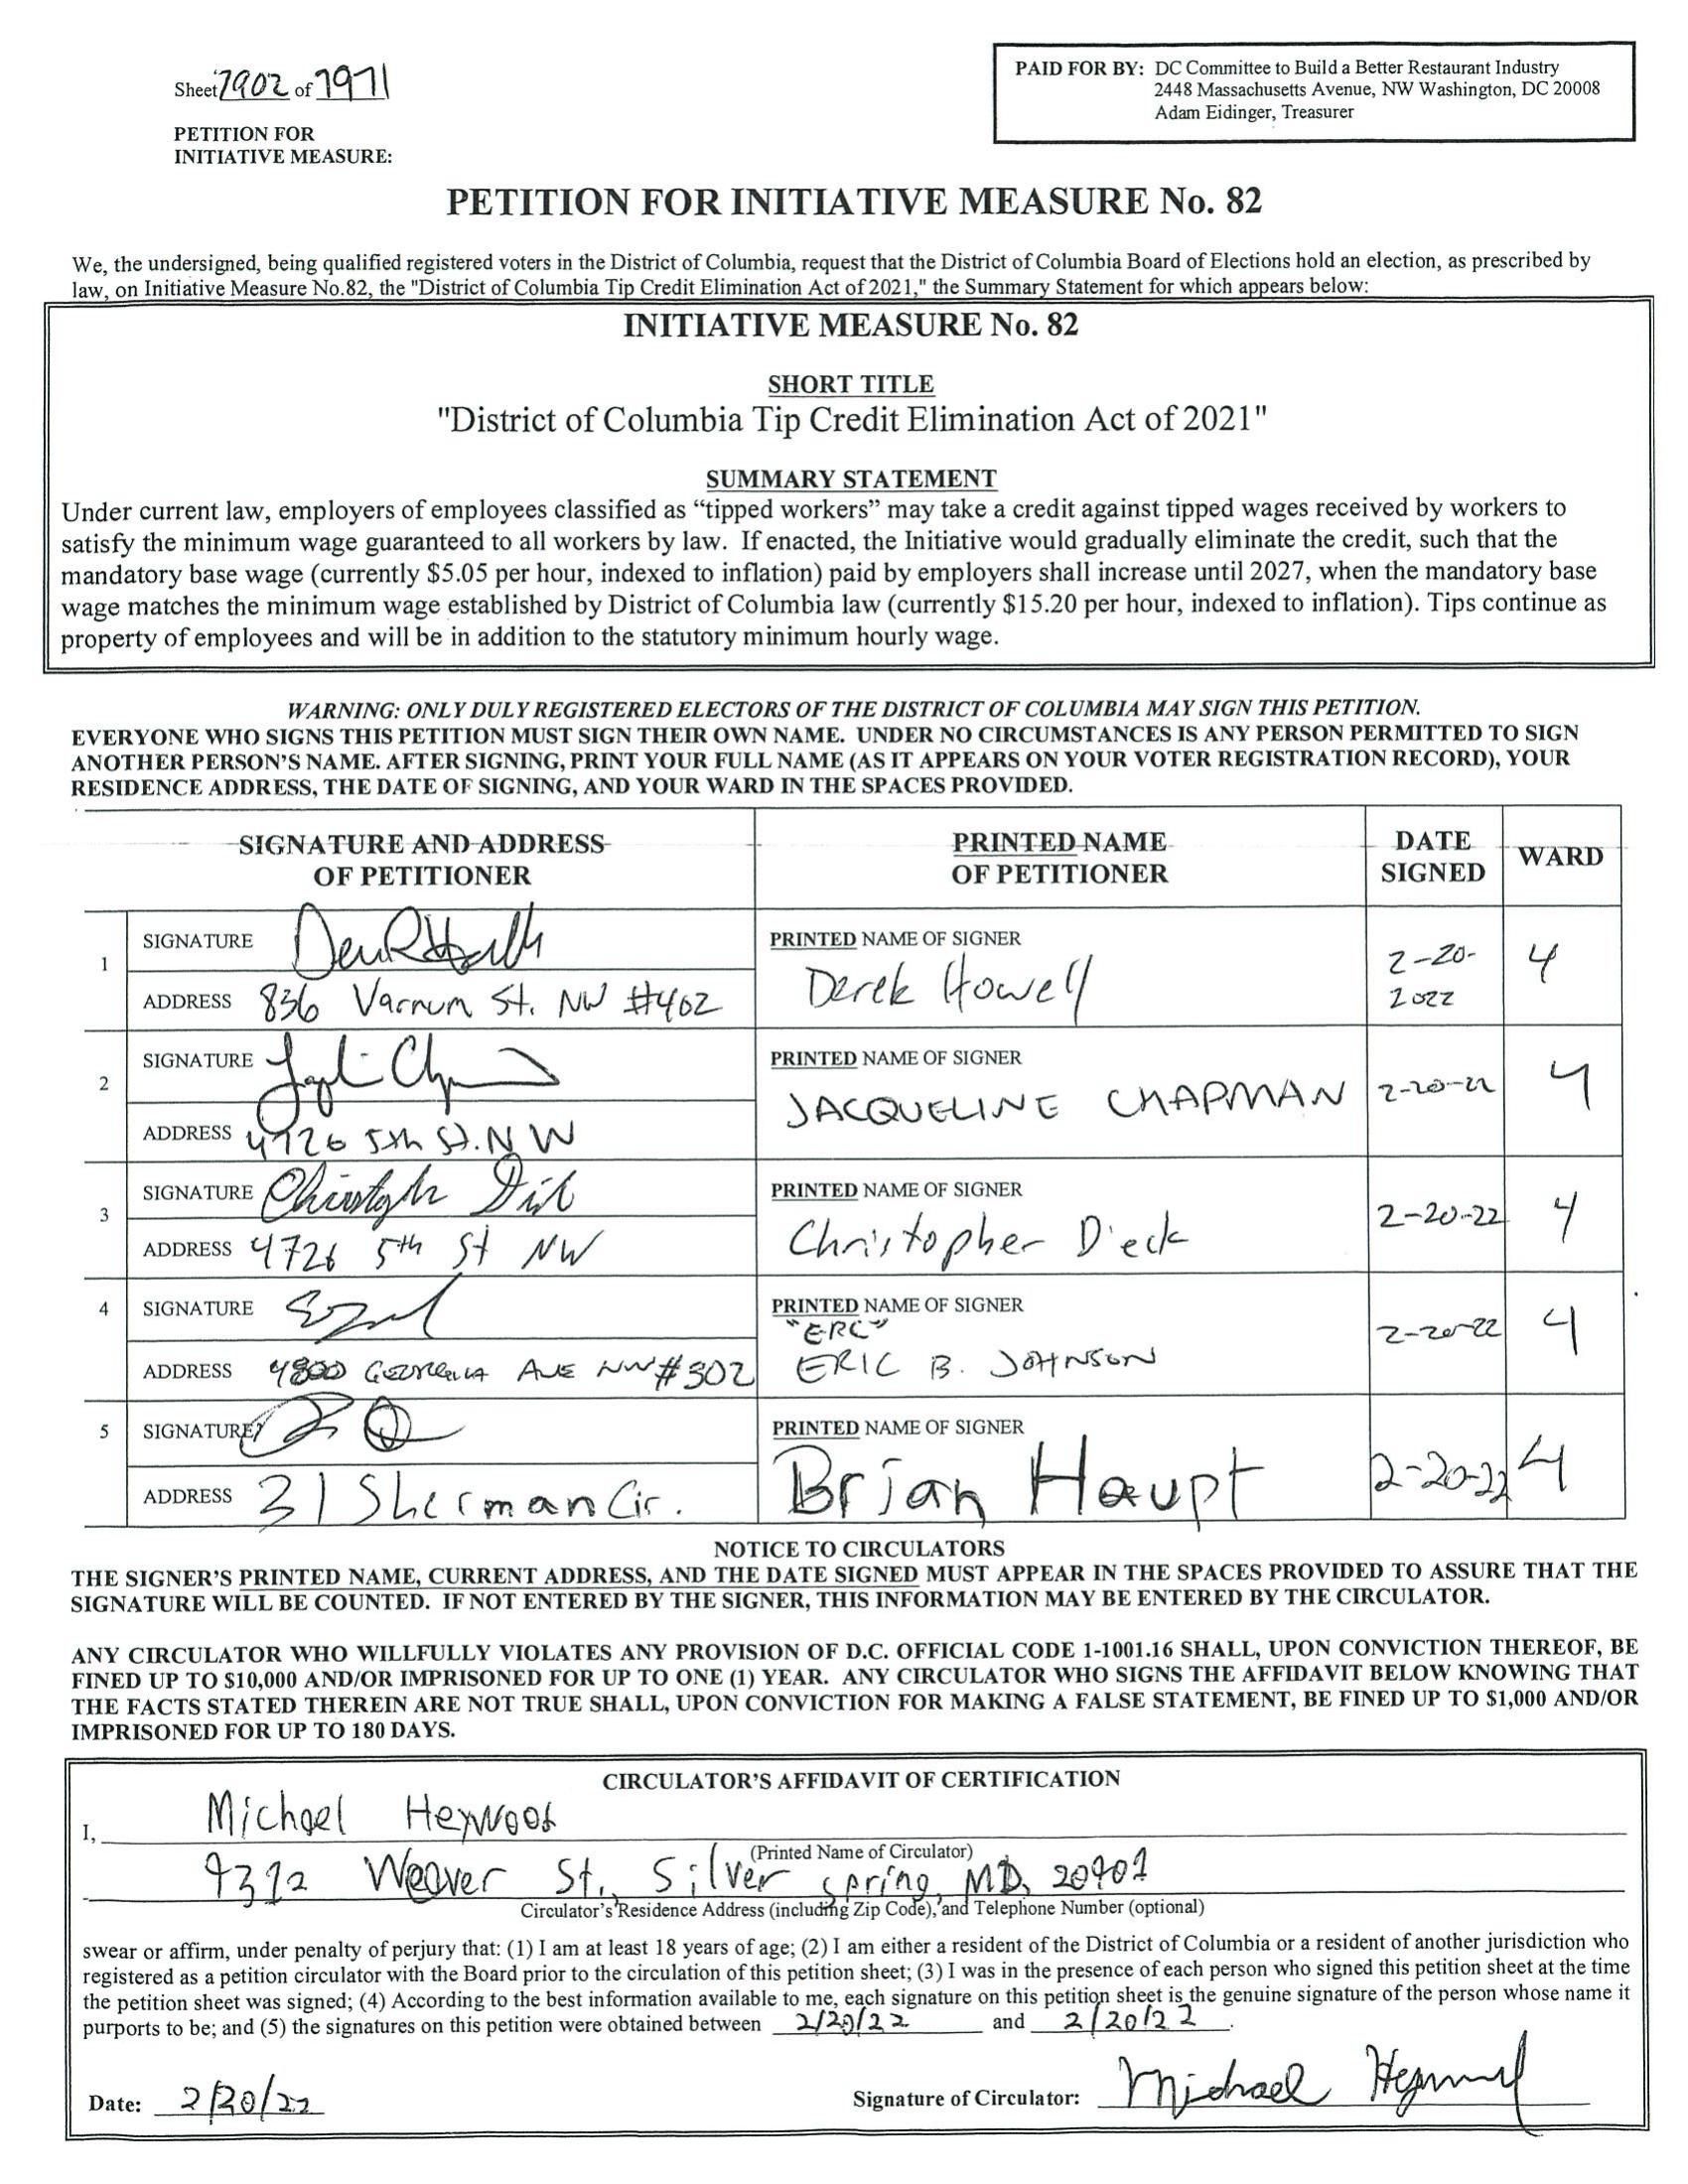 Sheet 7902 of 7971
PAID FOR BY: DC Committee to Build a Better Restaurant Industry
2448 Massachusetts Avenue, NW Washington, DC 20008
Adam Eidinger, Treasurer
PETITION FOR
INITIATIVE MEASURE:
PETITION FOR INITIATIVE MEASURE No. 82
We, the undersigned, being qualified registered voters in the District of Columbia, request that the District of Columbia Board of Elections hold an election, as prescribed by
law, on Initiative Measure No.82, the "District of Columbia Tip Credit Elimination Act of 2021," the Summary Statement for which appears below:
INITIATIVE MEASURE No. 82
SHORT TITLE
"District of Columbia Tip Credit Elimination Act of 2021"
SUMMARY STATEMENT
Under current law, employers of employees classified as “tipped workers” may take a credit against tipped wages received by workers to
satisfy the minimum wage guaranteed to all workers by law. If enacted, the Initiative would gradually eliminate the credit, such that the
mandatory base wage (currently $5.05 per hour, indexed to inflation) paid by employers shall increase until 2027, when the mandatory base
wage matches the minimum wage established by District of Columbia law (currently $15.20 per hour, indexed to inflation). Tips continue as
property of employees and will be in addition to the statutory minimum hourly wage.
WARNING: ONLY DULY REGISTERED ELECTORS OF THE DISTRICT OF COLUMBIA MAY SIGN THIS PETITION.
EVERYONE WHO SIGNS THIS PETITION MUST SIGN THEIR OWN NAME. UNDER NO CIRCUMSTANCES IS ANY PERSON PERMITTED TO SIGN
ANOTHER PERSON'S NAME. AFTER SIGNING, PRINT YOUR FULL NAME (AS IT APPEARS ON YOUR VOTER REGISTRATION RECORD), YOUR
RESIDENCE ADDRESS, THE DATE OF SIGNING, AND YOUR WARD IN THE SPACES PROVIDED.
SIGNATURE AND ADDRESS
OF PETITIONER
PRINTED NAME
OF PETITIONER
DATE
SIGNED
WARD
1
SIGNATURE
ADDRESS 836 Varnum St. NW #402
PRINTED NAME OF SIGNER
Derek Howell
2-20-
2022
4
2
SIGNATURE
ADDRESS 4726 5th St. NW
PRINTED NAME OF SIGNER
JACQUELINE CHAPMAN
2-20-22
4
3
SIGNATURE
ADDRESS 4726 5th St NW
PRINTED NAME OF SIGNER
Christopher Dieck
2-20-22
4
4
SIGNATURE
ADDRESS 4800 GEORGIA AVE NW #302
PRINTED NAME OF SIGNER
"ERC"
ERIC B. JOHNSON
2-20-22
4
5
SIGNATURE
ADDRESS 31 Sherman Cir.
PRINTED NAME OF SIGNER
Brian Haupt
2-20-22
4
NOTICE TO CIRCULATORS
THE SIGNER'S PRINTED NAME, CURRENT ADDRESS, AND THE DATE SIGNED MUST APPEAR IN THE SPACES PROVIDED TO ASSURE THAT THE
SIGNATURE WILL BE COUNTED. IF NOT ENTERED BY THE SIGNER, THIS INFORMATION MAY BE ENTERED BY THE CIRCULATOR.
ANY CIRCULATOR WHO WILLFULLY VIOLATES ANY PROVISION OF D.C. OFFICIAL CODE 1-1001.16 SHALL, UPON CONVICTION THEREOF, BE
FINED UP TO $10,000 AND/OR IMPRISONED FOR UP TO ONE (1) YEAR. ANY CIRCULATOR WHO SIGNS THE AFFIDAVIT BELOW KNOWING THAT
THE FACTS STATED THEREIN ARE NOT TRUE SHALL, UPON CONVICTION FOR MAKING A FALSE STATEMENT, BE FINED UP TO $1,000 AND/OR
IMPRISONED FOR UP TO 180 DAYS.
CIRCULATOR'S AFFIDAVIT OF CERTIFICATION
I, Michael Heywood
(Printed Name of Circulator)
Weaver St., Silver Spring, MD, 20901
Circulator's Residence Address (including Zip Code), and Telephone Number (optional)
swear or affirm, under penalty of perjury that: (1) I am at least 18 years of age; (2) I am either a resident of the District of Columbia or a resident of another jurisdiction who
registered as a petition circulator with the Board prior to the circulation of this petition sheet; (3) I was in the presence of each person who signed this petition sheet at the time
the petition sheet was signed; (4) According to the best information available to me, each signature on this petition sheet is the genuine signature of the person whose name it
purports to be; and (5) the signatures on this petition were obtained between 2/20/22 and 2/20/22.
Date: 2/20/22
Signature of Circulator: Michael Heywood